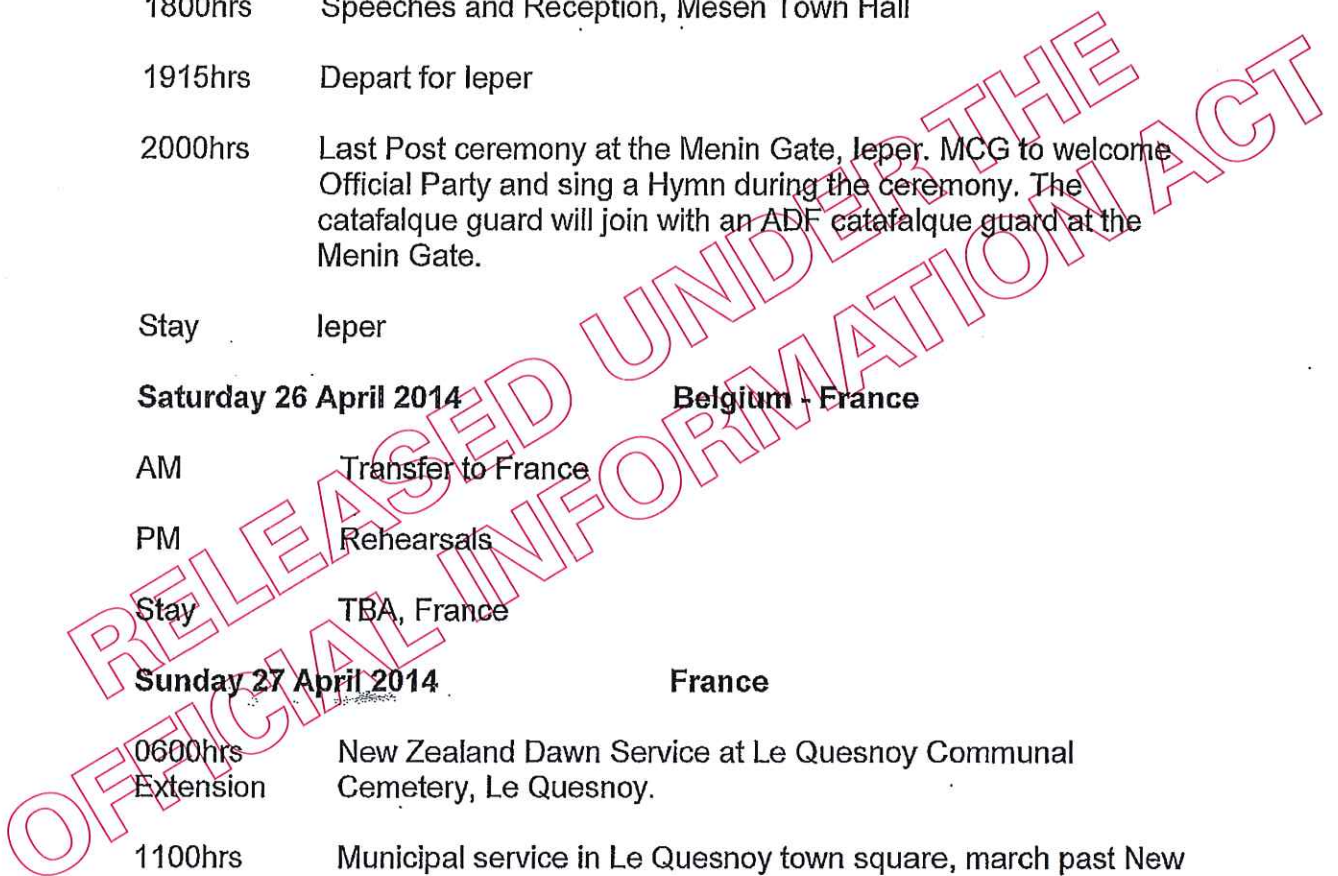 1800hrs Speeches and Reception, Mesen Town Hall
1915hrs Depart for Ieper
2000hrs Last Post ceremony at the Menin Gate, Ieper. MCG to welcome
Official Party and sing a Hymn during the ceremony. The
catafalque guard will join with an ADF catafalque guard at the
Menin Gate.
Stay Ieper
Saturday 26 April 2014 Belgium - France
AM Transfer to France
PM Rehearsals
Stay TBA, France
Sunday 27 April 2014 France
0600hrs New Zealand Dawn Service at Le Quesnoy Communal
Extension Cemetery, Le Quesnoy.
1100hrs Municipal service in Le Quesnoy town square, march past New
RELEASED UNDER THE
OFFICIAL INFORMATION ACT